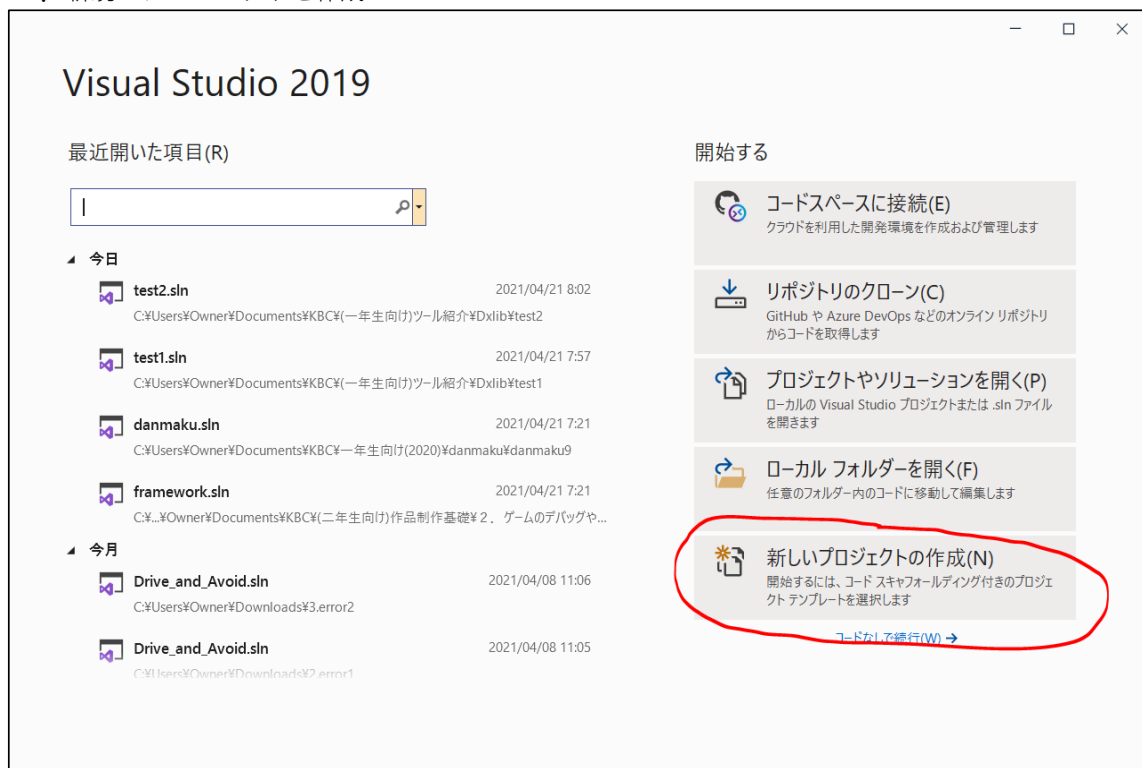 Visual Studio 2019
最近開いた項目(R)
今日
test2.sln 2021/04/21 8:02
C:¥Users¥Owner¥Documents¥KBC¥(一年生向け)ツール紹介¥Dxlib¥test2
test1.sln 2021/04/21 7:57
C:¥Users¥Owner¥Documents¥KBC¥(一年生向け)ツール紹介¥Dxlib¥test1
danmaku.sln 2021/04/21 7:21
C:¥Users¥Owner¥Documents¥KBC¥一年生向け(2020)¥danmaku¥danmaku9
framework.sln 2021/04/21 7:21
C:¥...¥Owner¥Documents¥KBC¥(二年生向け)作品制作基礎¥２．ゲームのデバッグや...
今月
Drive_and_Avoid.sln 2021/04/08 11:06
C:¥Users¥Owner¥Downloads¥3.error2
Drive_and_Avoid.sln 2021/04/08 11:05
C:¥Users¥Owner¥Downloads¥2.error1
開始する
コードスペースに接続(E)
クラウドを利用した開発環境を作成および管理します
リポジトリのクローン(C)
GitHub や Azure DevOps などのオンライン リポジトリ
からコードを取得します
プロジェクトやソリューションを開く(P)
ローカルの Visual Studio プロジェクトまたは .sln ファイル
を開きます
ローカル フォルダーを開く(F)
任意のフォルダー内のコードに移動して編集します
新しいプロジェクトの作成(N)
開始するには、コード スキャフォールディング付きのプロジェ
クト テンプレートを選択します
コードなしで続行(W) →